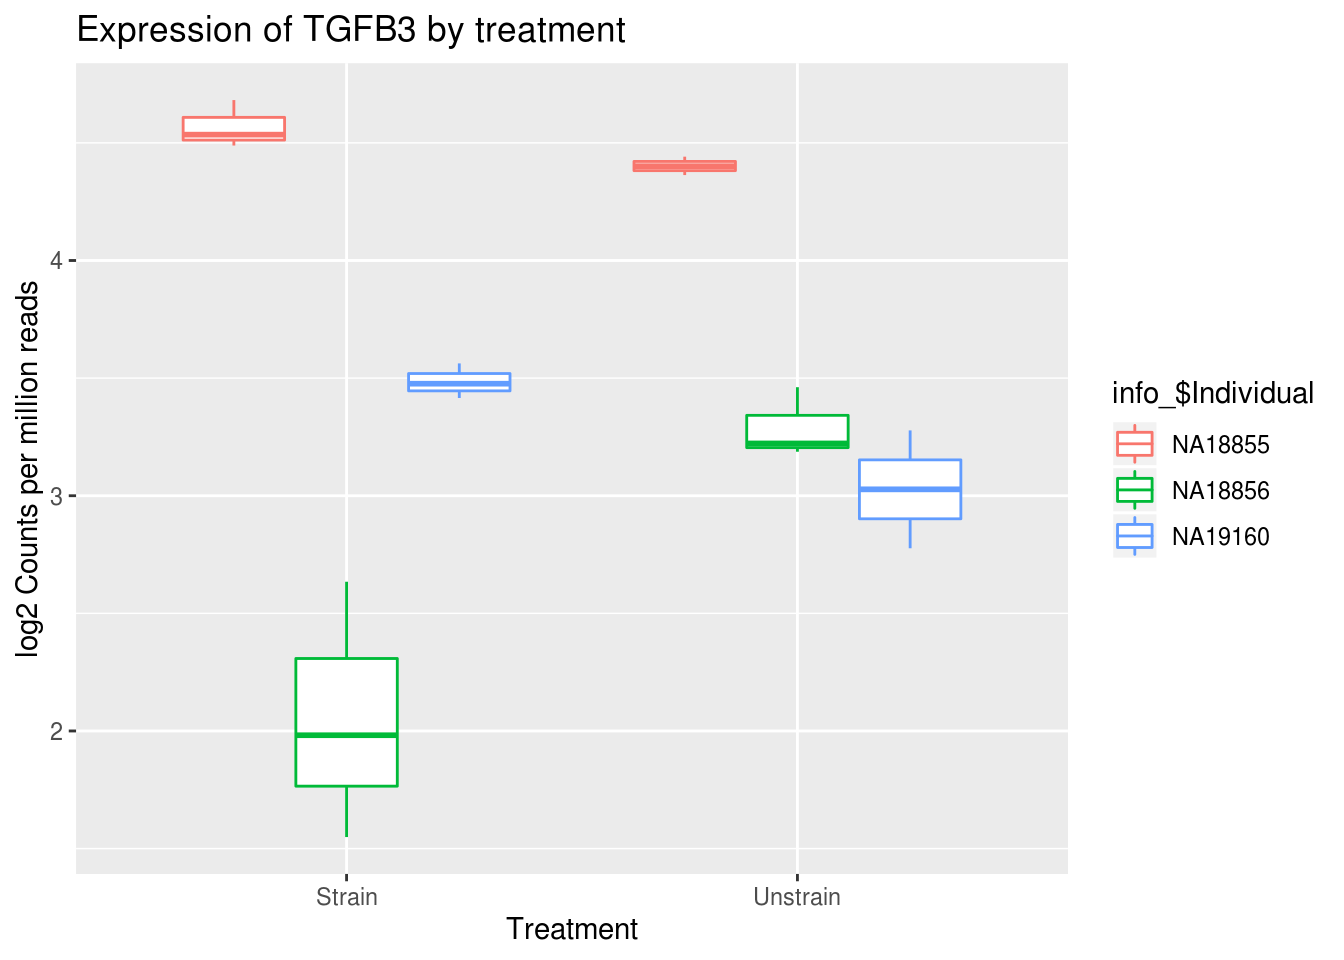 Expression of TGFB3 by treatment
log2 Counts per million reads
4
3
2
Strain
Unstrain
Treatment
info_$Individual
NA18855
NA18856
NA19160